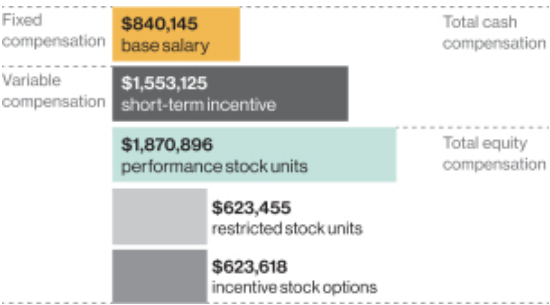 Fixed
compensation
$840,145
base salary
Total cash
compensation
Variable
compensation
$1,553,125
short-term incentive
$1,870,896
performance stock units
Total equity
compensation
$623,455
restricted stock units
$623,618
incentive stock options